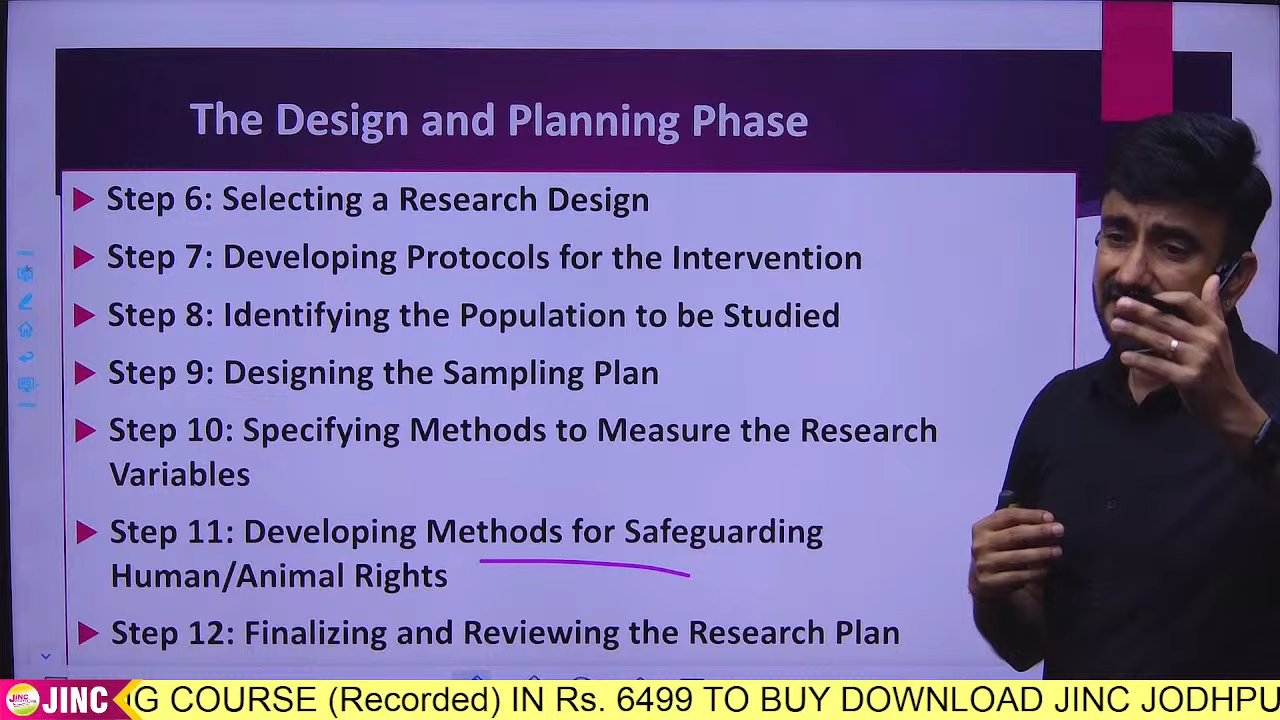 The Design and Planning Phase
Step 6: Selecting a Research Design
Step 7: Developing Protocols for the Intervention
Step 8: Identifying the Population to be Studied
Step 9: Designing the Sampling Plan
Step 10: Specifying Methods to Measure the Research
Variables
Step 11: Developing Methods for Safeguarding
Human/Animal Rights
Step 12: Finalizing and Reviewing the Research Plan
JINC JINC G COURSE (Recorded) IN Rs. 6499 TO BUY DOWNLOAD JINC JODHPU